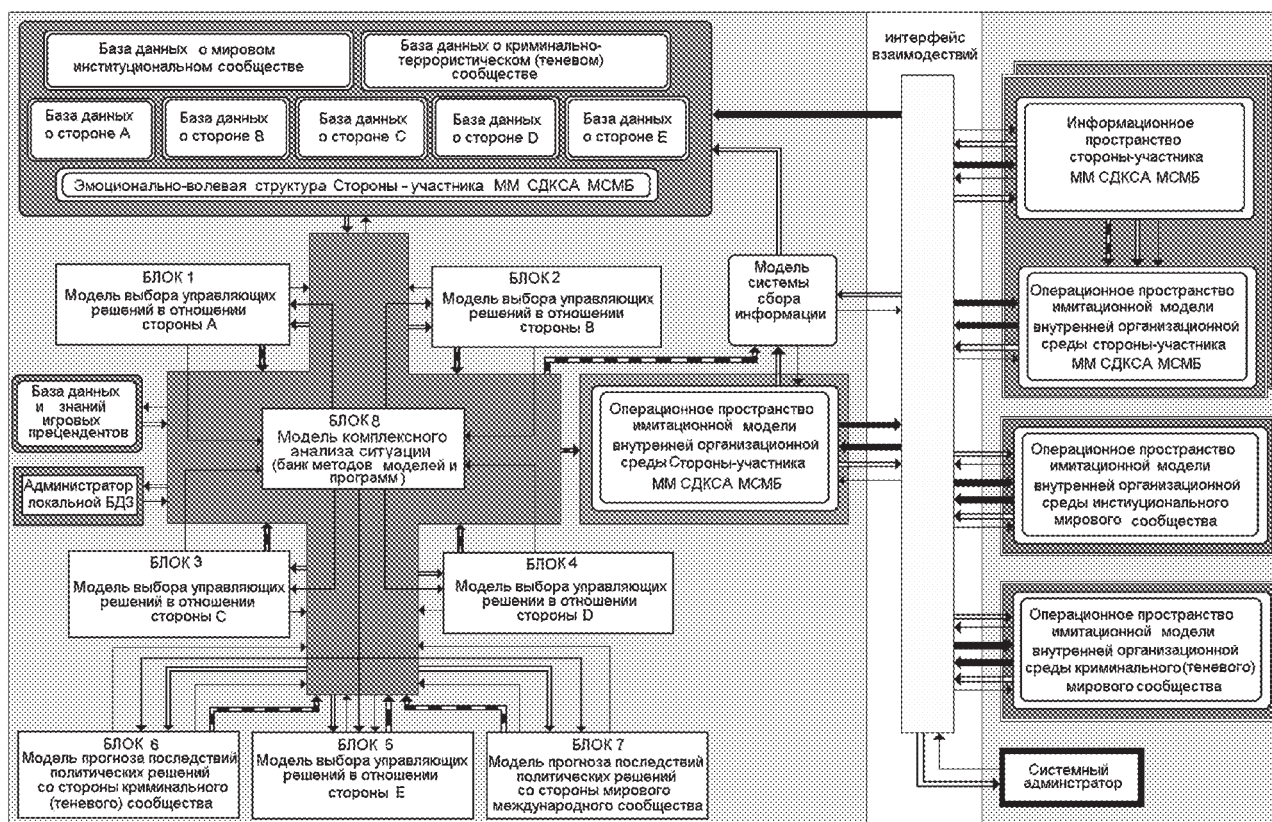 База данных о мировом
институциональном сообществе
База данных о криминально-
террористическом (теневом)
сообществе
База данных
о стороне А
База данных
о стороне В
База данных
о стороне С
База данных
о стороне D
База данных
о стороне Е
Эмоционально-волевая структура Стороны - участника ММ СДКСА МСМБ
интерфейс
взаимодествий
Информационное
пространство
стороны-участника
ММ СДКСА МСМБ
БЛОК 1
Модель выбора управляющих
решений в отношении
стороны А
БЛОК 2
Модель выбора управляющих
решений в отношении
стороны В
Модель
системы
сбора
информации
Операционное пространство
имитационной модели
внутренней организационной
среды стороны-участника
ММ СДКСА МСМБ
База данных
и знаний
игровых
прецендентов
Администратор
локальной БДЗ
БЛОК 8
Модель комплексного
анализа ситуации
(банк методов моделей и
программ)
Операционное пространство
имитационной модели
внутренней организационной
среды Стороны-участника
ММ СДКСА МСМБ
Операционное пространство
имитационной модели
внутренней организационной
среды инстиуционального
мирового сообщества
БЛОК 3
Модель выбора управляющих
решений в отношении
стороны С
БЛОК 4
Модель выбора управляющих
решений в отношении
стороны D
Операционное пространство
имитационной модели
внутренней организационной
среды криминального(теневого)
мирового сообщества
БЛОК 6
Модель прогноза последствий
политических решений
со стороны криминального
(теневого) сообщества
БЛОК 5
Модель выбора управляющих
решений в отношении
стороны Е
БЛОК 7
Модель прогноза последствий
политических решений
со стороны мирового
международного сообщества
Системный
админстратор